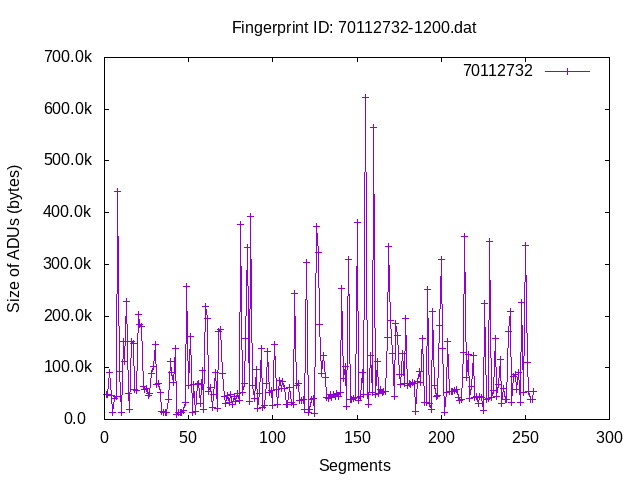 Fingerprint ID: 70112732-1200.dat
700.0k
70112732
600.0k
500.0k
400.0k
300.0k
200.0k
100.0k
0.0
Size of ADUs (bytes)
0 50 100 150 200 250 300
Segments